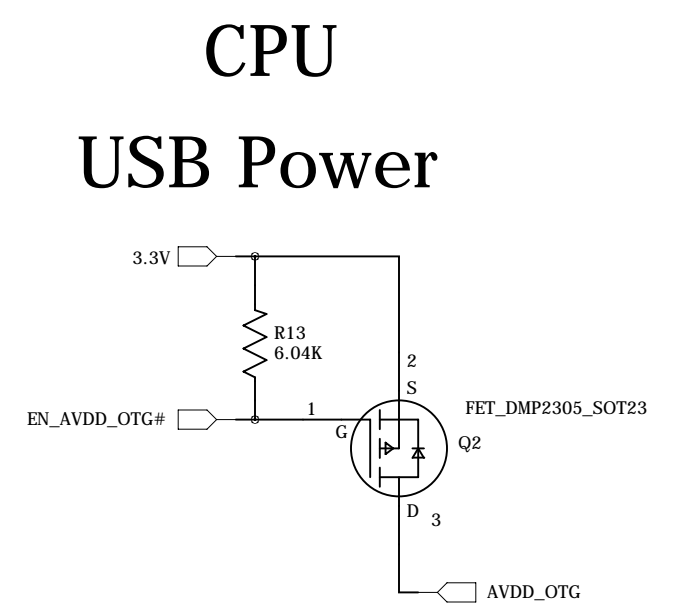 CPU
USB Power
3.3V
R13
6.04K
2
S
EN_AVDD_OTG#
1
FET_DMP2305_SOT23
G
Q2
D
3
AVDD_OTG